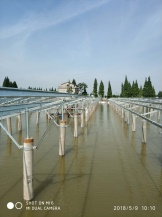 SHOT ON MI 6
MI DUAL CAMERA
2018/5/9 10:10